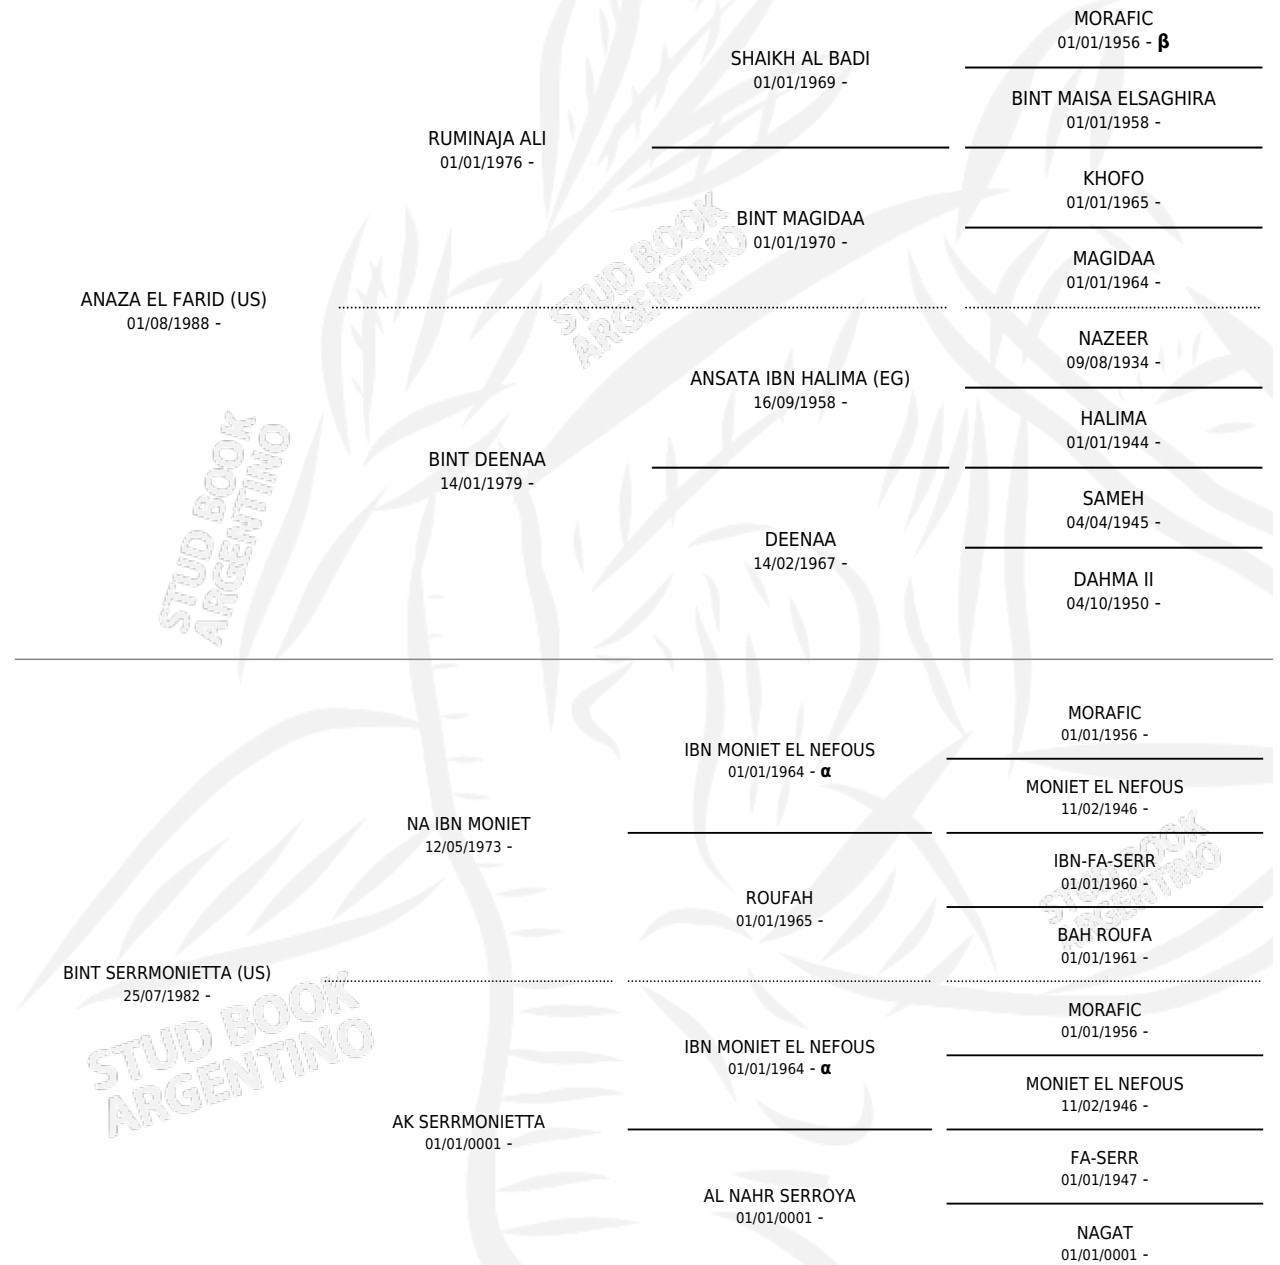 MORAFIC
01/01/1956 - β
SHAIKH AL BADI
01/01/1969 -
BINT MAISA ELSAGHIRA
01/01/1958 -
RUMINAJA ALI
01/01/1976 -
KHOFO
01/01/1965 -
BINT MAGIDAA
01/01/1970 -
MAGIDAA
01/01/1964 -
ANAZA EL FARID (US)
01/08/1988 -
NAZEER
09/08/1934 -
ANSATA IBN HALIMA (EG)
16/09/1958 -
HALIMA
01/01/1944 -
BINT DEENAA
14/01/1979 -
SAMEH
04/04/1945 -
DEENAA
14/02/1967 -
DAHMA II
04/10/1950 -
MORAFIC
01/01/1956 -
IBN MONIET EL NEFOUS
01/01/1964 - α
MONIET EL NEFOUS
11/02/1946 -
NA IBN MONIET
12/05/1973 -
IBN-FA-SERR
01/01/1960 -
ROUFAH
01/01/1965 -
BAH ROUFA
01/01/1961 -
BINT SERRMONIETTA (US)
25/07/1982 -
MORAFIC
01/01/1956 -
IBN MONIET EL NEFOUS
01/01/1964 - α
MONIET EL NEFOUS
11/02/1946 -
AK SERRMONIETTA
01/01/0001 -
FA-SERR
01/01/1947 -
AL NAHR SERROYA
01/01/0001 -
NAGAT
01/01/0001 -
STUD BOOK
ARGENTINO
STUD BOOK
ARGENTINO
STUD BOOK
ARGENTINO
STUD BOOK
ARGENTINO